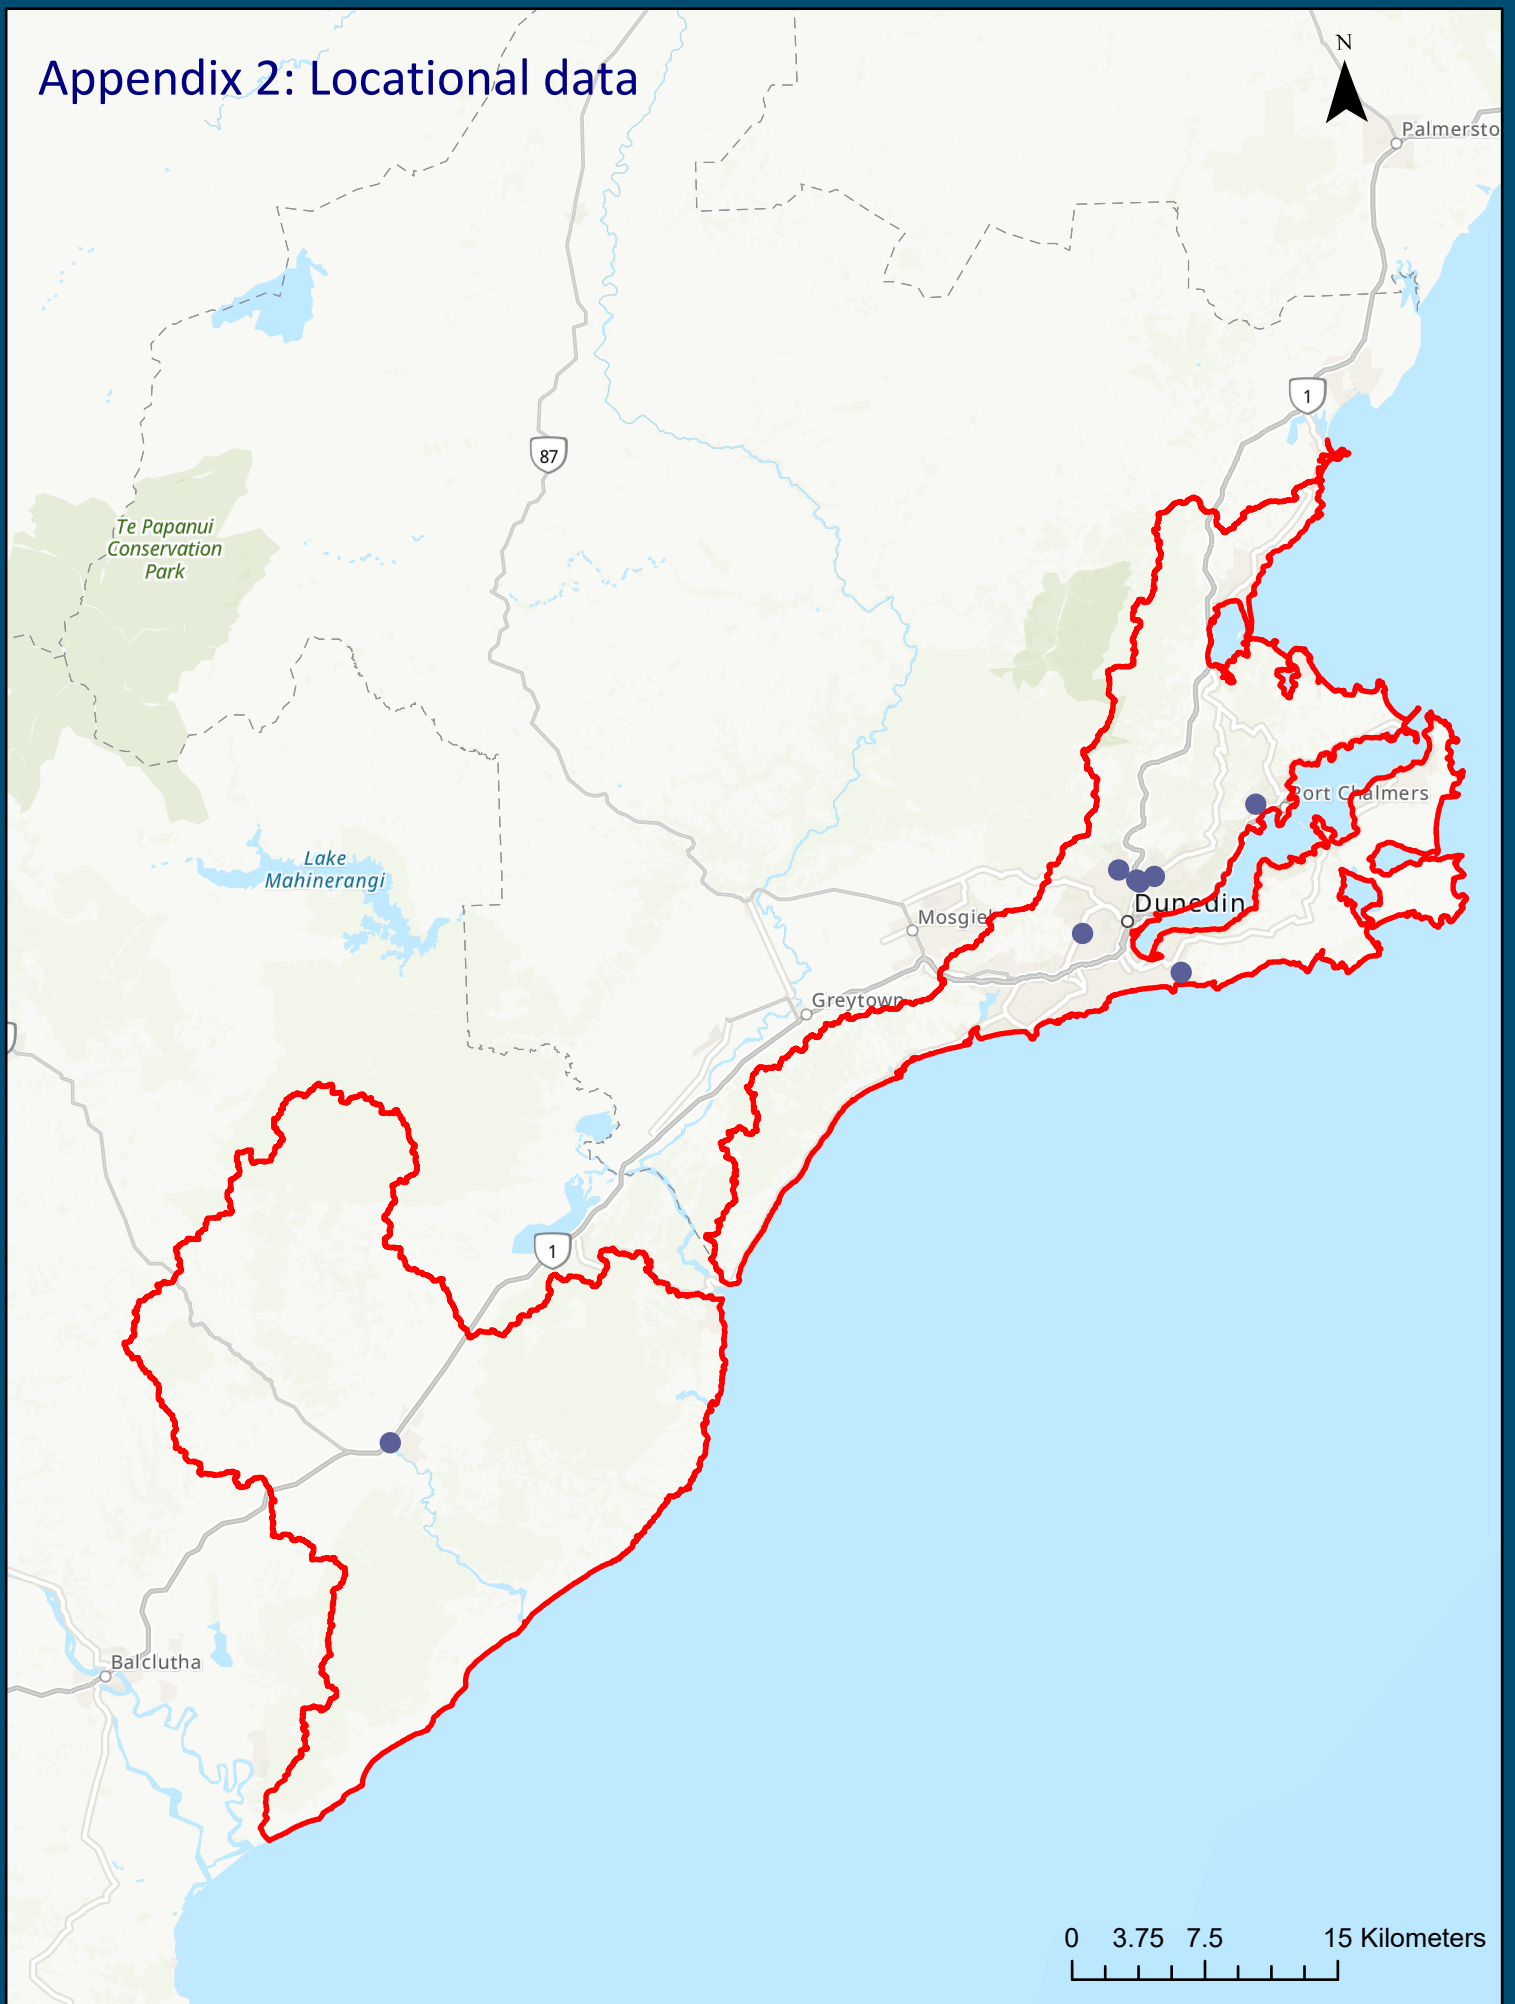 Appendix 2: Locational data
N
Palmersto
1
87
Te Papanui
Conservation
Park
Port Chalmers
Lake
Mahinerangi
Dunedin
Mosgiel
Greytown
1
Balclutha
0 3.75 7.5 15 Kilometers